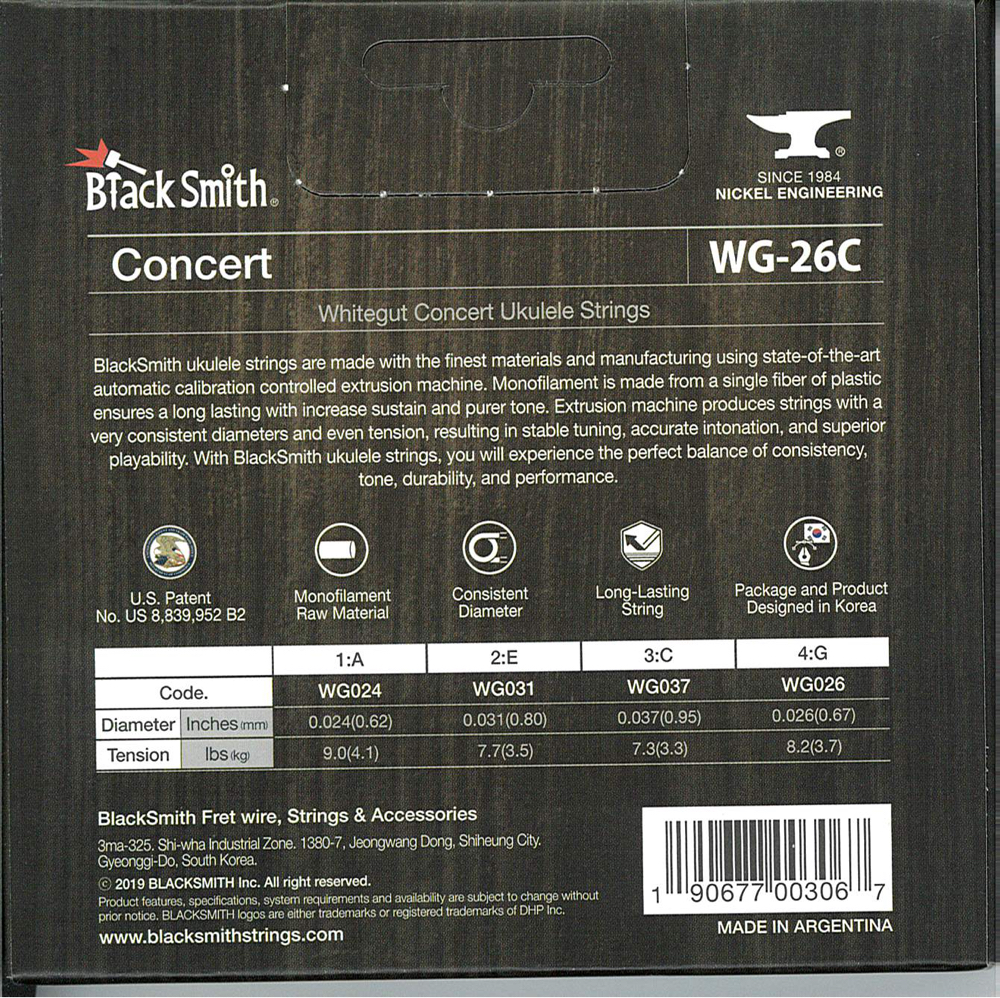 Black Smith®
®
SINCE 1984
NICKEL ENGINEERING
Concert
WG-26C
Whitegut Concert Ukulele Strings
BlackSmith ukulele strings are made with the finest materials and manufacturing using state-of-the-art
automatic calibration controlled extrusion machine. Monofilament is made from a single fiber of plastic
ensures a long lasting with increase sustain and purer tone. Extrusion machine produces strings with a
very consistent diameters and even tension, resulting in stable tuning, accurate intonation, and superior
playability. With BlackSmith ukulele strings, you will experience the perfect balance of consistency,
tone, durability, and performance.
U.S. Patent
No. US 8,839,952 B2
Monofilament
Raw Material
Consistent
Diameter
Long-Lasting
String
Package and Product
Designed in Korea
1:A 2:E 3:C 4:G
Code. WG024 WG031 WG037 WG026
Diameter Inches (mm) 0.024(0.62) 0.031(0.80) 0.037(0.95) 0.026(0.67)
Tension lbs (kg) 9.0(4.1) 7.7(3.5) 7.3(3.3) 8.2(3.7)
BlackSmith Fret wire, Strings & Accessories
3ma-325. Shi-wha Industrial Zone. 1380-7, Jeongwang Dong, Shiheung City.
Gyeonggi-Do, South Korea.
© 2019 BLACKSMITH Inc. All right reserved.
Product features, specifications, system requirements and availability are subject to change without
prior notice. BLACKSMITH logos are either trademarks or registered trademarks of DHP Inc.
www.blacksmithstrings.com
1 90677 00306 7
MADE IN ARGENTINA